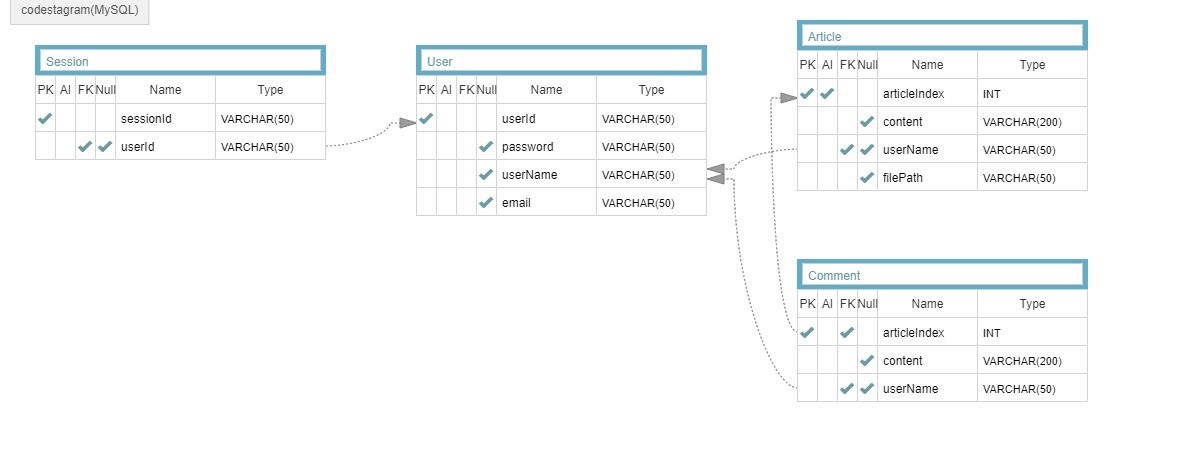 codestagram(MySQL)
Session
PK AI FK Null Name Type
sessionId VARCHAR(50)
userId VARCHAR(50)
User
PK AI FK Null Name Type
userId VARCHAR(50)
password VARCHAR(50)
userName VARCHAR(50)
email VARCHAR(50)
Article
PK AI FK Null Name Type
articleIndex INT
content VARCHAR(200)
userName VARCHAR(50)
filePath VARCHAR(50)
Comment
PK AI FK Null Name Type
articleIndex INT
content VARCHAR(200)
userName VARCHAR(50)